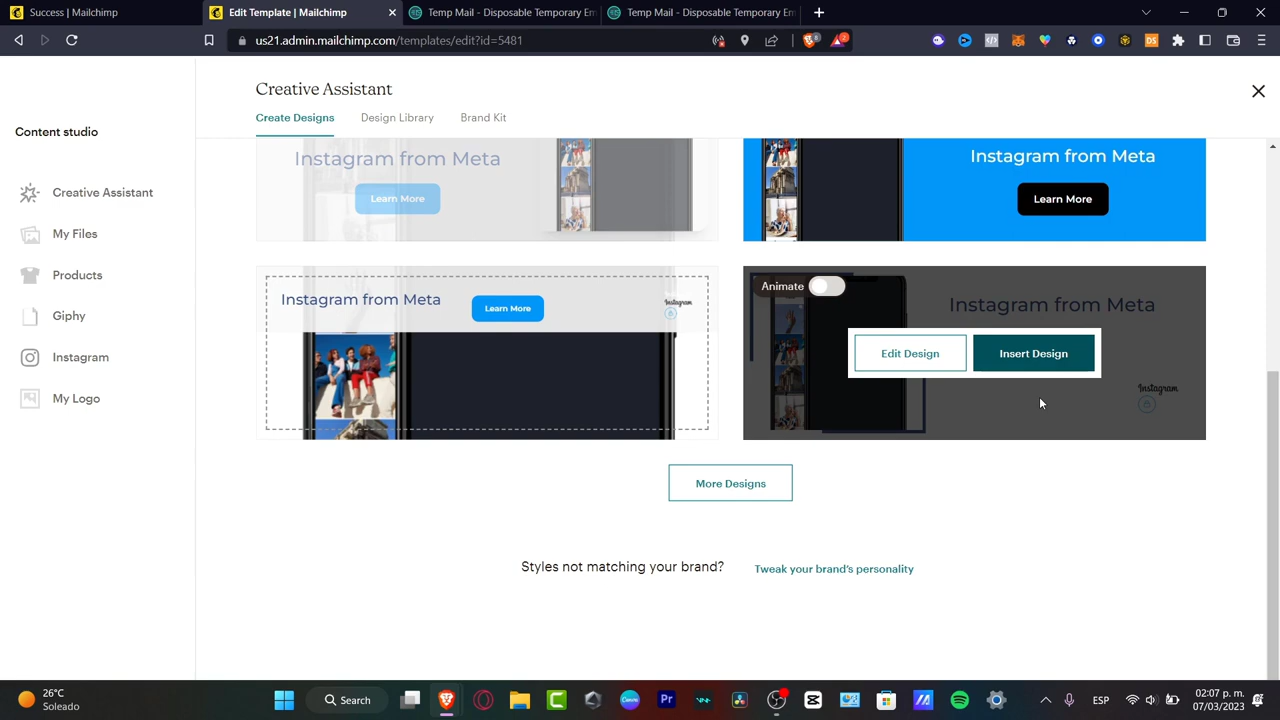 Success | Mailchimp
Edit Template | Mailchimp
Temp Mail - Disposable Temporary Em
Temp Mail - Disposable Temporary Em
us21.admin.mailchimp.com/templates/edit?id=5481
Creative Assistant
Create Designs
Design Library
Brand Kit
Content studio
Creative Assistant
My Files
Products
Giphy
Instagram
My Logo
Instagram from Meta
Learn More
Instagram from Meta
Learn More
Instagram from Meta
Learn More
Instagram
Animate
Instagram from Meta
Edit Design
Insert Design
Instagram
More Designs
Styles not matching your brand?
Tweak your brand's personality
26°C
Soleado
Search
ESP
02:07 p. m.
07/03/2023